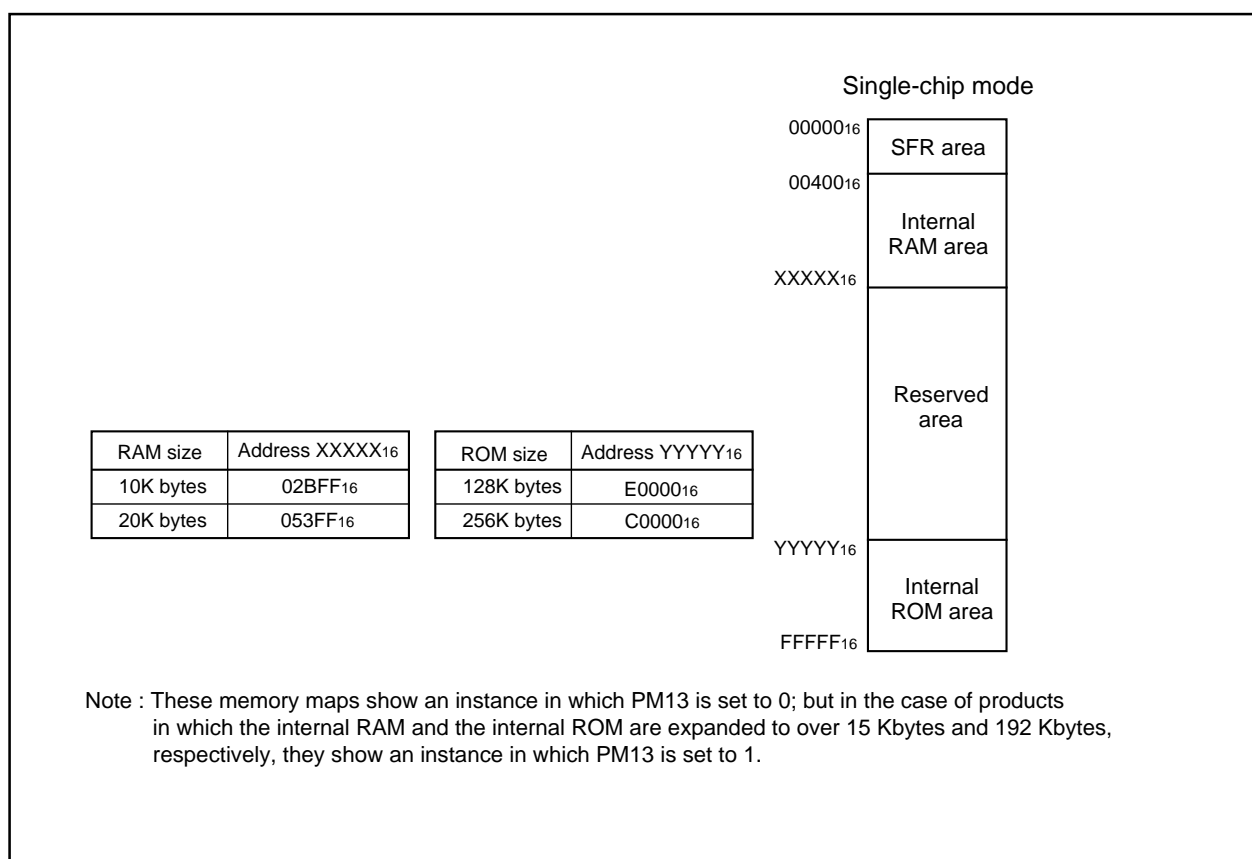 Single-chip mode
00000₁₆
SFR area
00400₁₆
Internal
RAM area
XXXXX₁₆
Reserved
area
RAM size Address XXXXX₁₆
10K bytes 02BFF₁₆
20K bytes 053FF₁₆
ROM size Address YYYYY₁₆
128K bytes E0000₁₆
256K bytes C0000₁₆
YYYYY₁₆
Internal
ROM area
FFFFF₁₆
Note : These memory maps show an instance in which PM13 is set to 0; but in the case of products
in which the internal RAM and the internal ROM are expanded to over 15 Kbytes and 192 Kbytes,
respectively, they show an instance in which PM13 is set to 1.